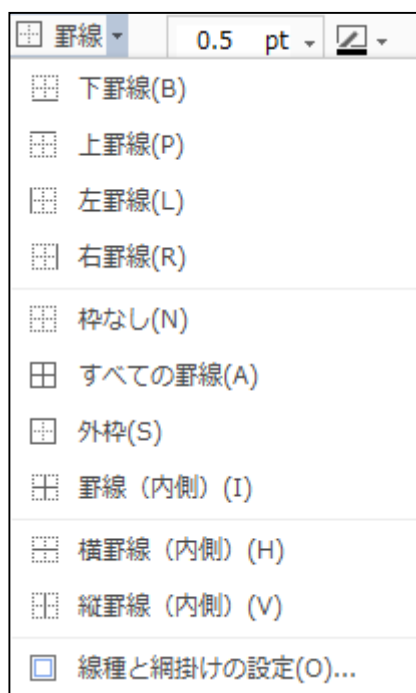 罫線 0.5 pt
下罫線(B)
上罫線(P)
左罫線(L)
右罫線(R)
枠なし(N)
すべての罫線(A)
外枠(S)
罫線（内側）(I)
横罫線（内側）(H)
縦罫線（内側）(V)
線種と網掛けの設定(O)...